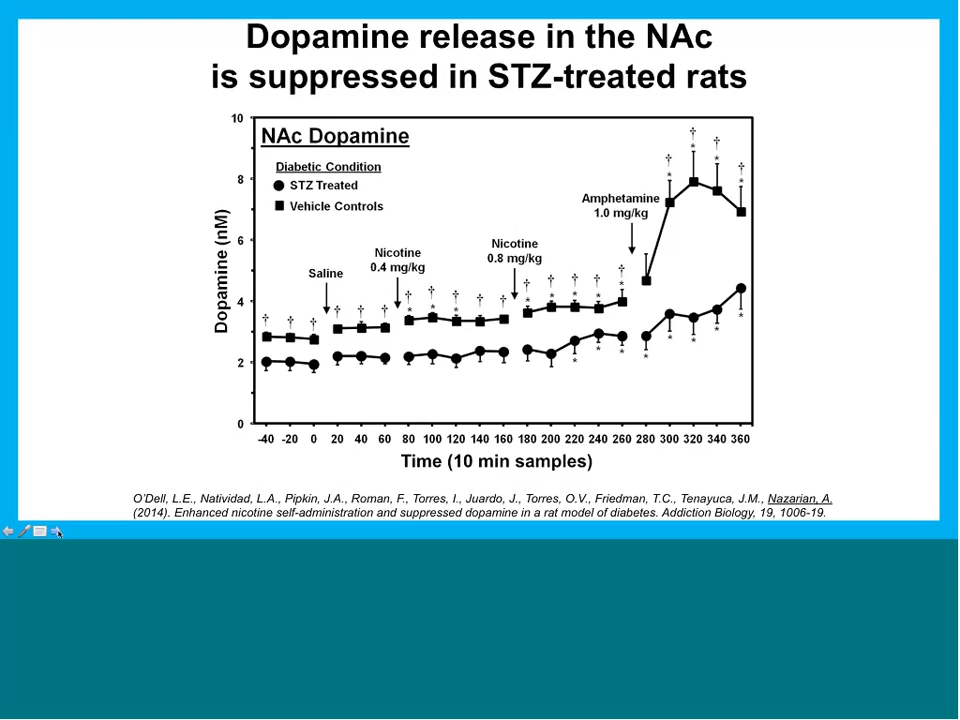 Dopamine release in the NAc
is suppressed in STZ-treated rats
NAc Dopamine
Diabetic Condition
STZ Treated
Vehicle Controls
Saline
Nicotine
0.4 mg/kg
Nicotine
0.8 mg/kg
Amphetamine
1.0 mg/kg
Dopamine (nM)
10
8
6
4
2
0
-40 -20 0 20 40 60 80 100 120 140 160 180 200 220 240 260 280 300 320 340 360
Time (10 min samples)
O'Dell, L.E., Natividad, L.A., Pipkin, J.A., Roman, F., Torres, I., Juardo, J., Torres, O.V., Friedman, T.C., Tenayuca, J.M., Nazarian, A.
(2014). Enhanced nicotine self-administration and suppressed dopamine in a rat model of diabetes. Addiction Biology, 19, 1006-19.